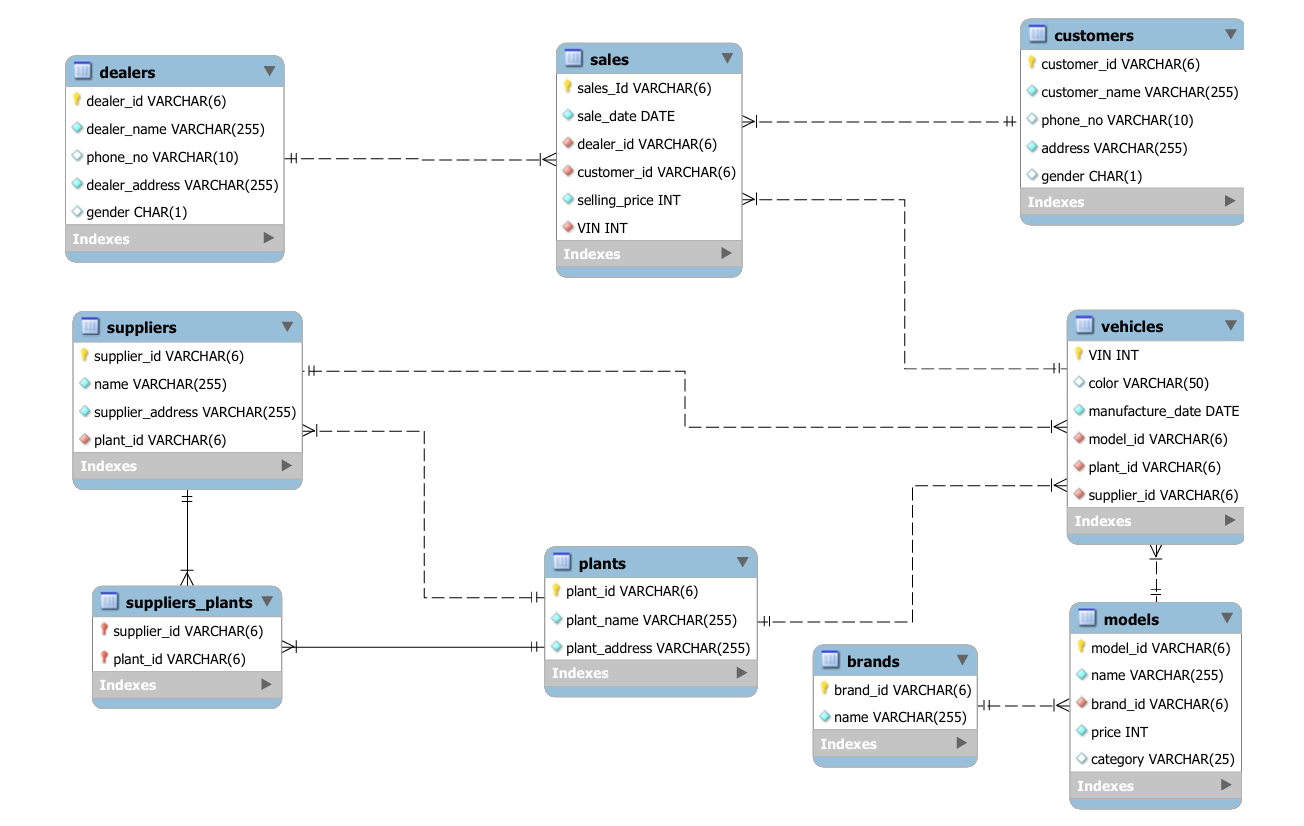 dealers
dealer_id VARCHAR(6)
dealer_name VARCHAR(255)
phone_no VARCHAR(10)
dealer_address VARCHAR(255)
gender CHAR(1)
Indexes
sales
sales_Id VARCHAR(6)
sale_date DATE
dealer_id VARCHAR(6)
customer_id VARCHAR(6)
selling_price INT
VIN INT
Indexes
customers
customer_id VARCHAR(6)
customer_name VARCHAR(255)
phone_no VARCHAR(10)
address VARCHAR(255)
gender CHAR(1)
Indexes
suppliers
supplier_id VARCHAR(6)
name VARCHAR(255)
supplier_address VARCHAR(255)
plant_id VARCHAR(6)
Indexes
vehicles
VIN INT
color VARCHAR(50)
manufacture_date DATE
model_id VARCHAR(6)
plant_id VARCHAR(6)
supplier_id VARCHAR(6)
Indexes
suppliers_plants
supplier_id VARCHAR(6)
plant_id VARCHAR(6)
Indexes
plants
plant_id VARCHAR(6)
plant_name VARCHAR(255)
plant_address VARCHAR(255)
Indexes
brands
brand_id VARCHAR(6)
name VARCHAR(255)
Indexes
models
model_id VARCHAR(6)
name VARCHAR(255)
brand_id VARCHAR(6)
price INT
category VARCHAR(25)
Indexes